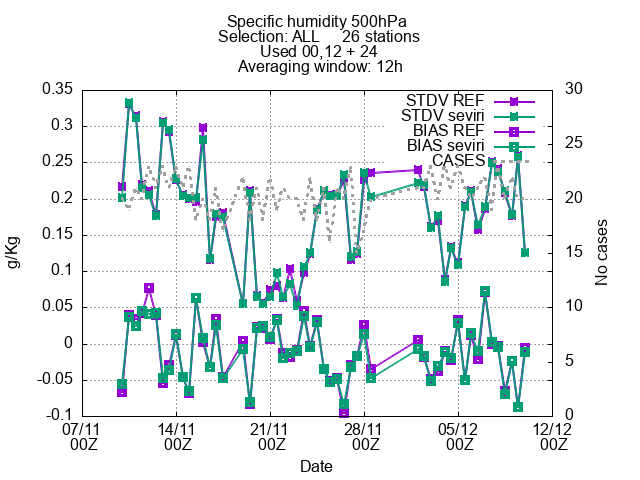 Specific humidity 500hPa
Selection: ALL 26 stations
Used 00,12 + 24
Averaging window: 12h
0.35
0.3
0.25
0.2
0.15
0.1
0.05
0
-0.05
-0.1
g/Kg
STDV REF
STDV seviri
BIAS REF
BIAS seviri
CASES
30
25
20
15
10
5
0
No cases
07/11 14/11 21/11 28/11 05/12 12/12
00Z 00Z 00Z 00Z 00Z 00Z
Date